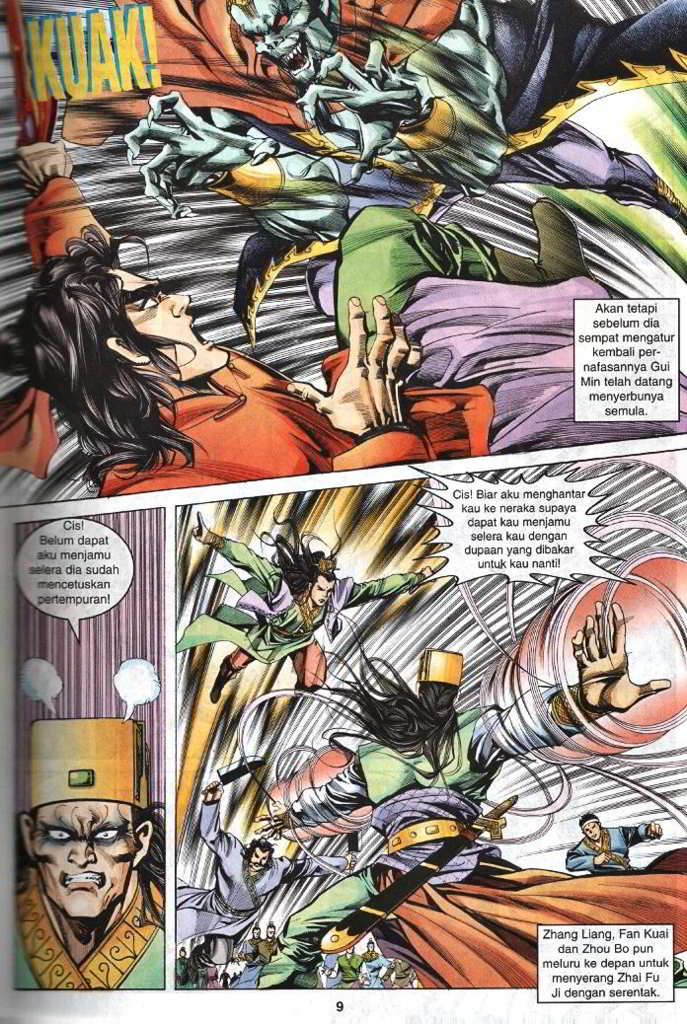 KUAK!
Akan tetapi
sebelum dia
sempat mengatur
kembali per-
nafasannya Gui
Min telah datang
menyerbunya
semula.
Cis!
Belum dapat
aku menjamu
selera dia sudah
mencetuskan
pertempuran!
Cis! Biar aku menghantar
kau ke neraka supaya
dapat kau menjamu
selera kau dengan
dupaan yang dibakar
untuk kau nanti!
Zhang Liang, Fan Kuai
dan Zhou Bo pun
meluru ke depan untuk
menyerang Zhai Fu
Ji dengan serentak.
9